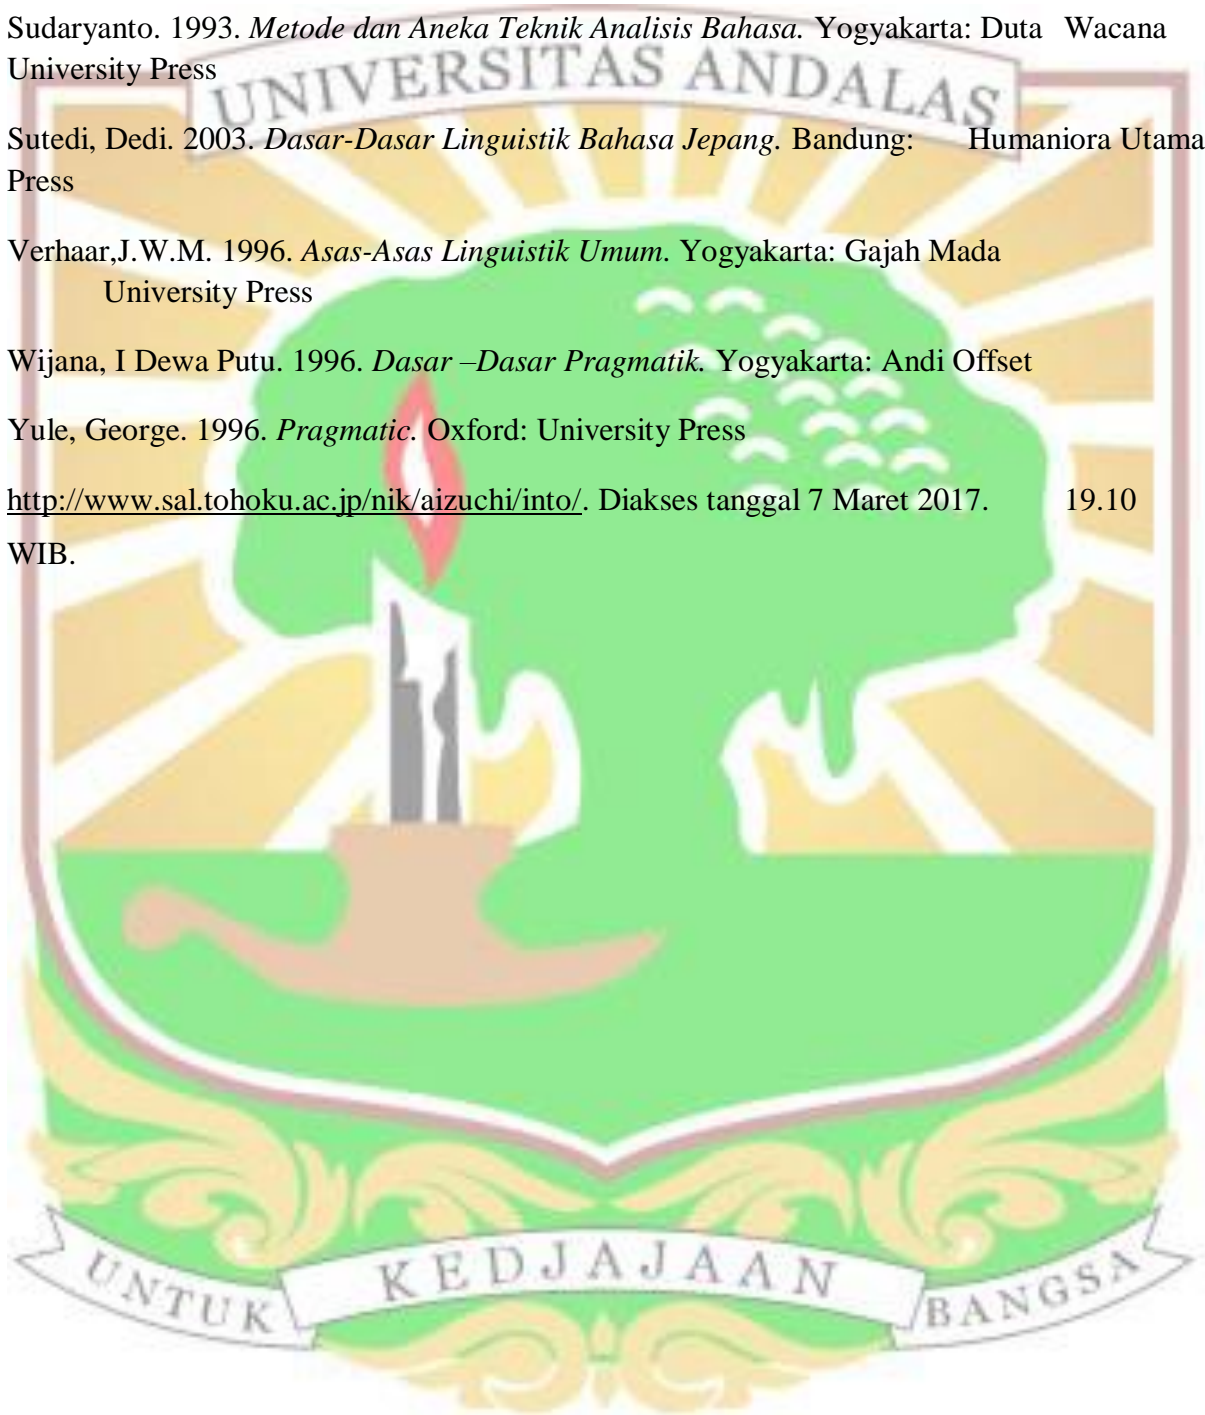 Sudaryanto. 1993. Metode dan Aneka Teknik Analisis Bahasa. Yogyakarta: Duta Wacana
University Press
UNIVERSITAS ANDALAS
Sutedi, Dedi. 2003. Dasar-Dasar Linguistik Bahasa Jepang. Bandung: Humaniora Utama
Press
Verhaar,J.W.M. 1996. Asas-Asas Linguistik Umum. Yogyakarta: Gajah Mada
University Press
Wijana, I Dewa Putu. 1996. Dasar –Dasar Pragmatik. Yogyakarta: Andi Offset
Yule, George. 1996. Pragmatic. Oxford: University Press
http://www.sal.tohoku.ac.jp/nik/aizuchi/into/. Diakses tanggal 7 Maret 2017. 19.10
WIB.
UNTUK KEDJAJAAN BANGSA